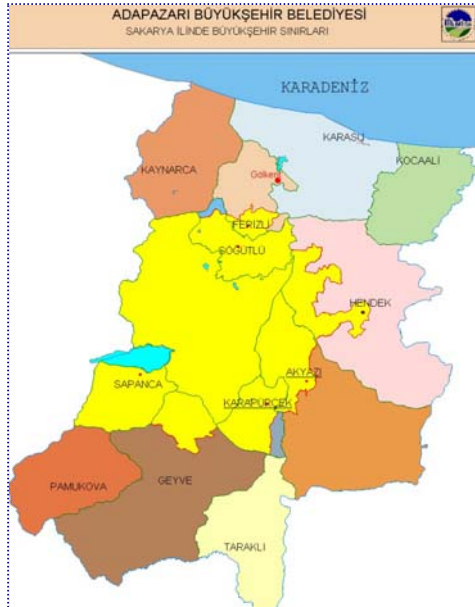 ADAPAZARI BÜYÜKŞEHİR BELEDİYESİ
SAKARYA İLİNDE BÜYÜKŞEHİR SINIRLARI
KARADENİZ
KARASU
KOCAALİ
KAYNARCA
Gölkent
FERİZLİ
SÖĞÜTLÜ
HENDEK
AKYAZI
SAPANCA
KARAPÜRÇEK
PAMUKOVA
GEYVE
TARAKLI